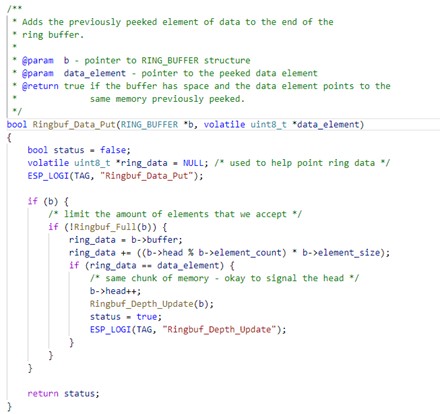 /**
 * Adds the previously peeked element of data to the end of the
 * ring buffer.
 *
 * @param  b - pointer to RING_BUFFER structure
 * @param  data_element - pointer to the peeked data element
 * @return true if the buffer has space and the data element points to the
 *         same memory previously peeked.
 */
bool Ringbuf_Data_Put(RING_BUFFER *b, volatile uint8_t *data_element)
{
    bool status = false;
    volatile uint8_t *ring_data = NULL; /* used to help point ring data */
    ESP_LOGI(TAG, "Ringbuf_Data_Put");

    if (b) {
        /* limit the amount of elements that we accept */
        if (!Ringbuf_Full(b)) {
            ring_data = b->buffer;
            ring_data += ((b->head % b->element_count) * b->element_size);
            if (ring_data == data_element) {
                /* same chunk of memory - okay to signal the head */
                b->head++;
                Ringbuf_Depth_Update(b);
                status = true;
                ESP_LOGI(TAG, "Ringbuf_Depth_Update");
            }
        }
    }

    return status;
}